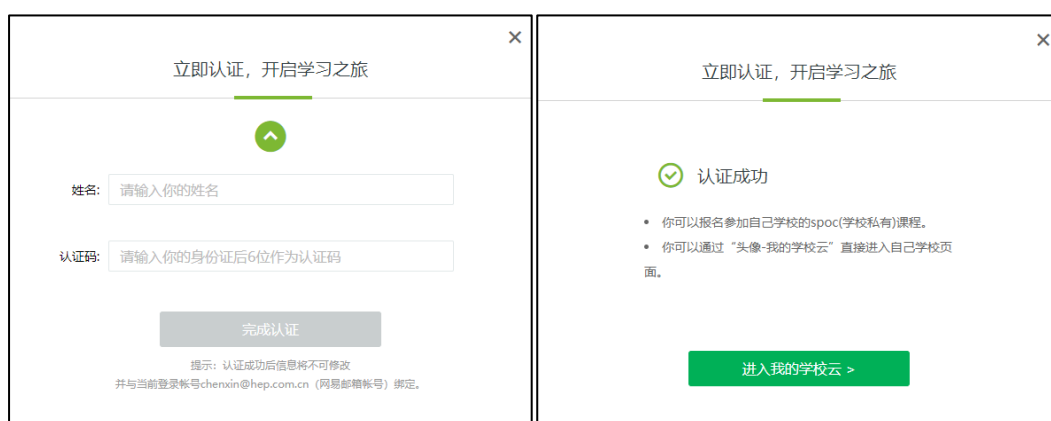 立即认证，开启学习之旅
姓名:
请输入你的姓名
认证码:
请输入你的身份证后6位作为认证码
完成认证
提示：认证成功后信息将不可修改
并与当前登录帐号chenxin@hep.com.cn（网易邮箱帐号）绑定。
立即认证，开启学习之旅
认证成功
• 你可以报名参加自己学校的spoc(学校私有)课程。
• 你可以通过“头像-我的学校云”直接进入自己学校页
面。
进入我的学校云 >